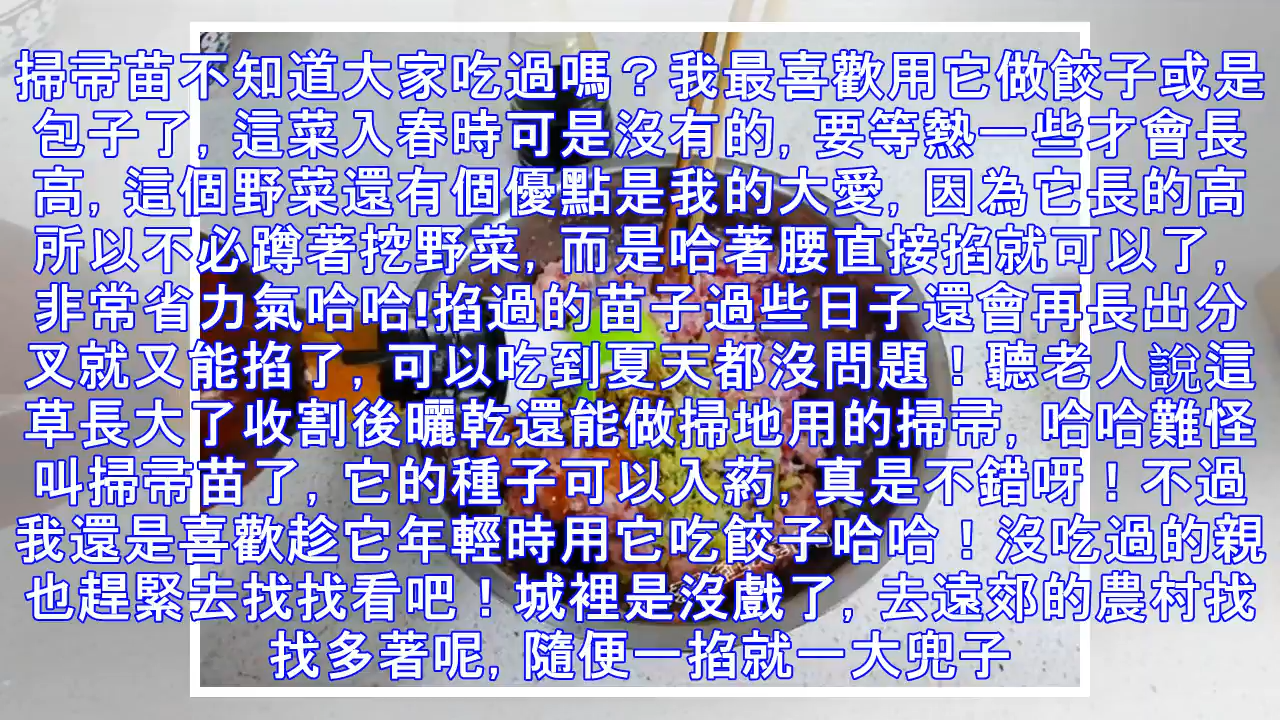 掃帚苗不知道大家吃過嗎？我最喜歡用它做餃子或是
包子了, 這菜入春時可是沒有的, 要等熱一些才會長
高, 這個野菜還有個優點是我的大愛, 因為它長的高
所以不必蹲著挖野菜, 而是哈著腰直接掐就可以了,
非常省力氣哈哈!掐過的苗子過些日子還會再長出分
叉就又能掐了, 可以吃到夏天都沒問題！聽老人說這
草長大了收割後曬乾還能做掃地用的掃帚, 哈哈難怪
叫掃帚苗了, 它的種子可以入葯, 真是不錯呀！不過
我還是喜歡趁它年輕時用它吃餃子哈哈！沒吃過的親
也趕緊去找找看吧！城裡是沒戲了, 去遠郊的農村找
找多著呢, 隨便一掐就一大兜子